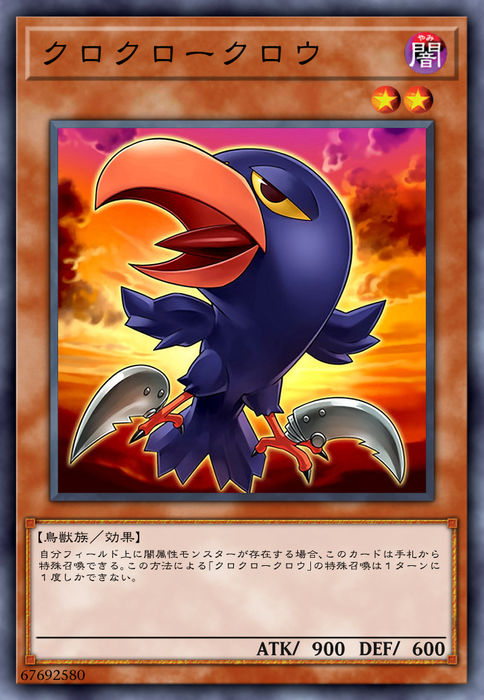 クロクロークロウ
やみ
闇
【鳥獣族／効果】
自分フィールド上に闇属性モンスターが存在する場合、このカードは手札から
特殊召喚できる。この方法による「クロクロークロウ」の特殊召喚は１ターンに
１度しかできない。
ATK/ 900 DEF/ 600
67692580